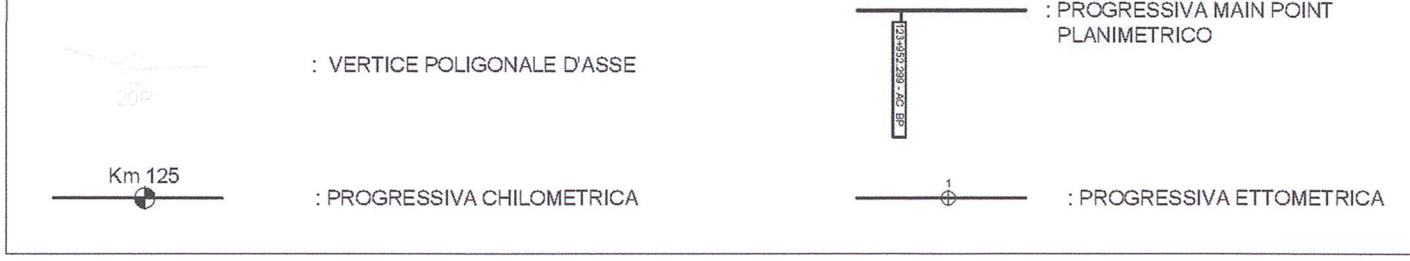 : PROGRESSIVA MAIN POINT
PLANIMETRICO
: VERTICE POLIGONALE D'ASSE
Km 125
: PROGRESSIVA CHILOMETRICA
1
: PROGRESSIVA ETTOMETRICA